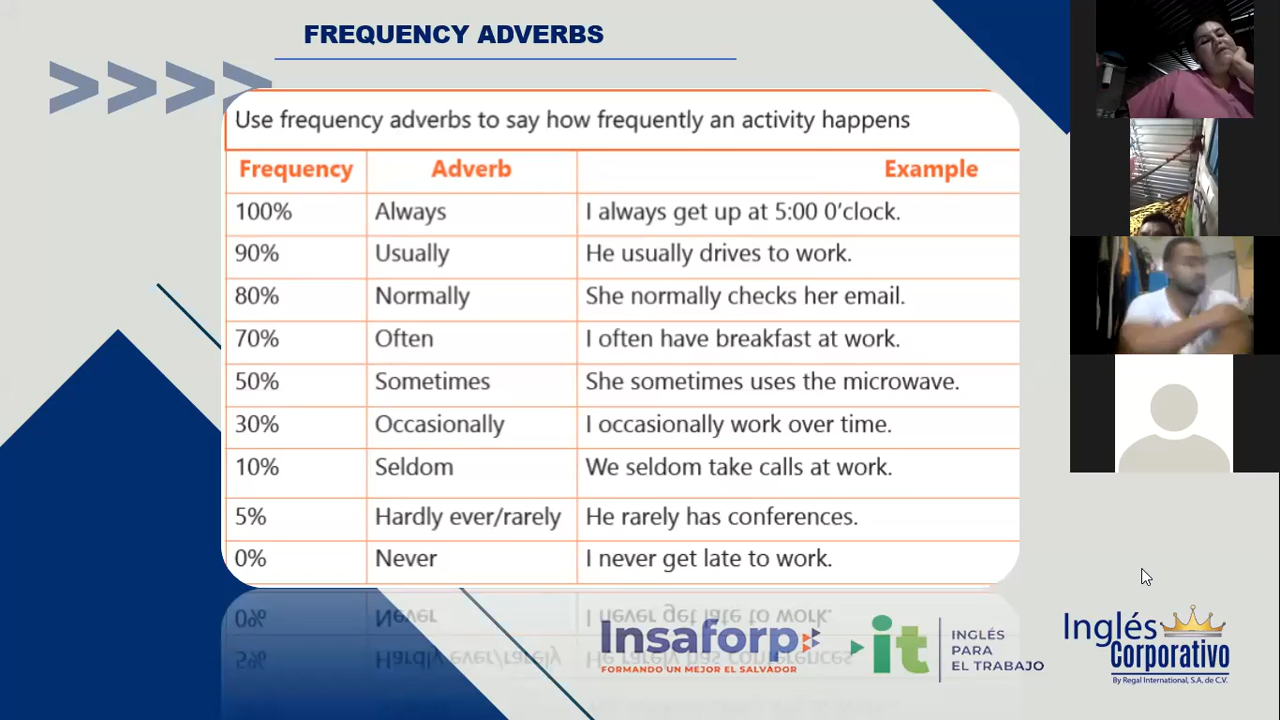 FREQUENCY ADVERBS
>>>>
Use frequency adverbs to say how frequently an activity happens
Frequency Adverb Example
100% Always I always get up at 5:00 0’clock.
90% Usually He usually drives to work.
80% Normally She normally checks her email.
70% Often I often have breakfast at work.
50% Sometimes She sometimes uses the microwave.
30% Occasionally I occasionally work over time.
10% Seldom We seldom take calls at work.
5% Hardly ever/rarely He rarely has conferences.
0% Never I never get late to work.
Insaforp
FORMANDO UN MEJOR EL SALVADOR
it
INGLÉS
PARA
EL TRABAJO
Inglés
Corporativo
By Regal International, S.A. de C.V.